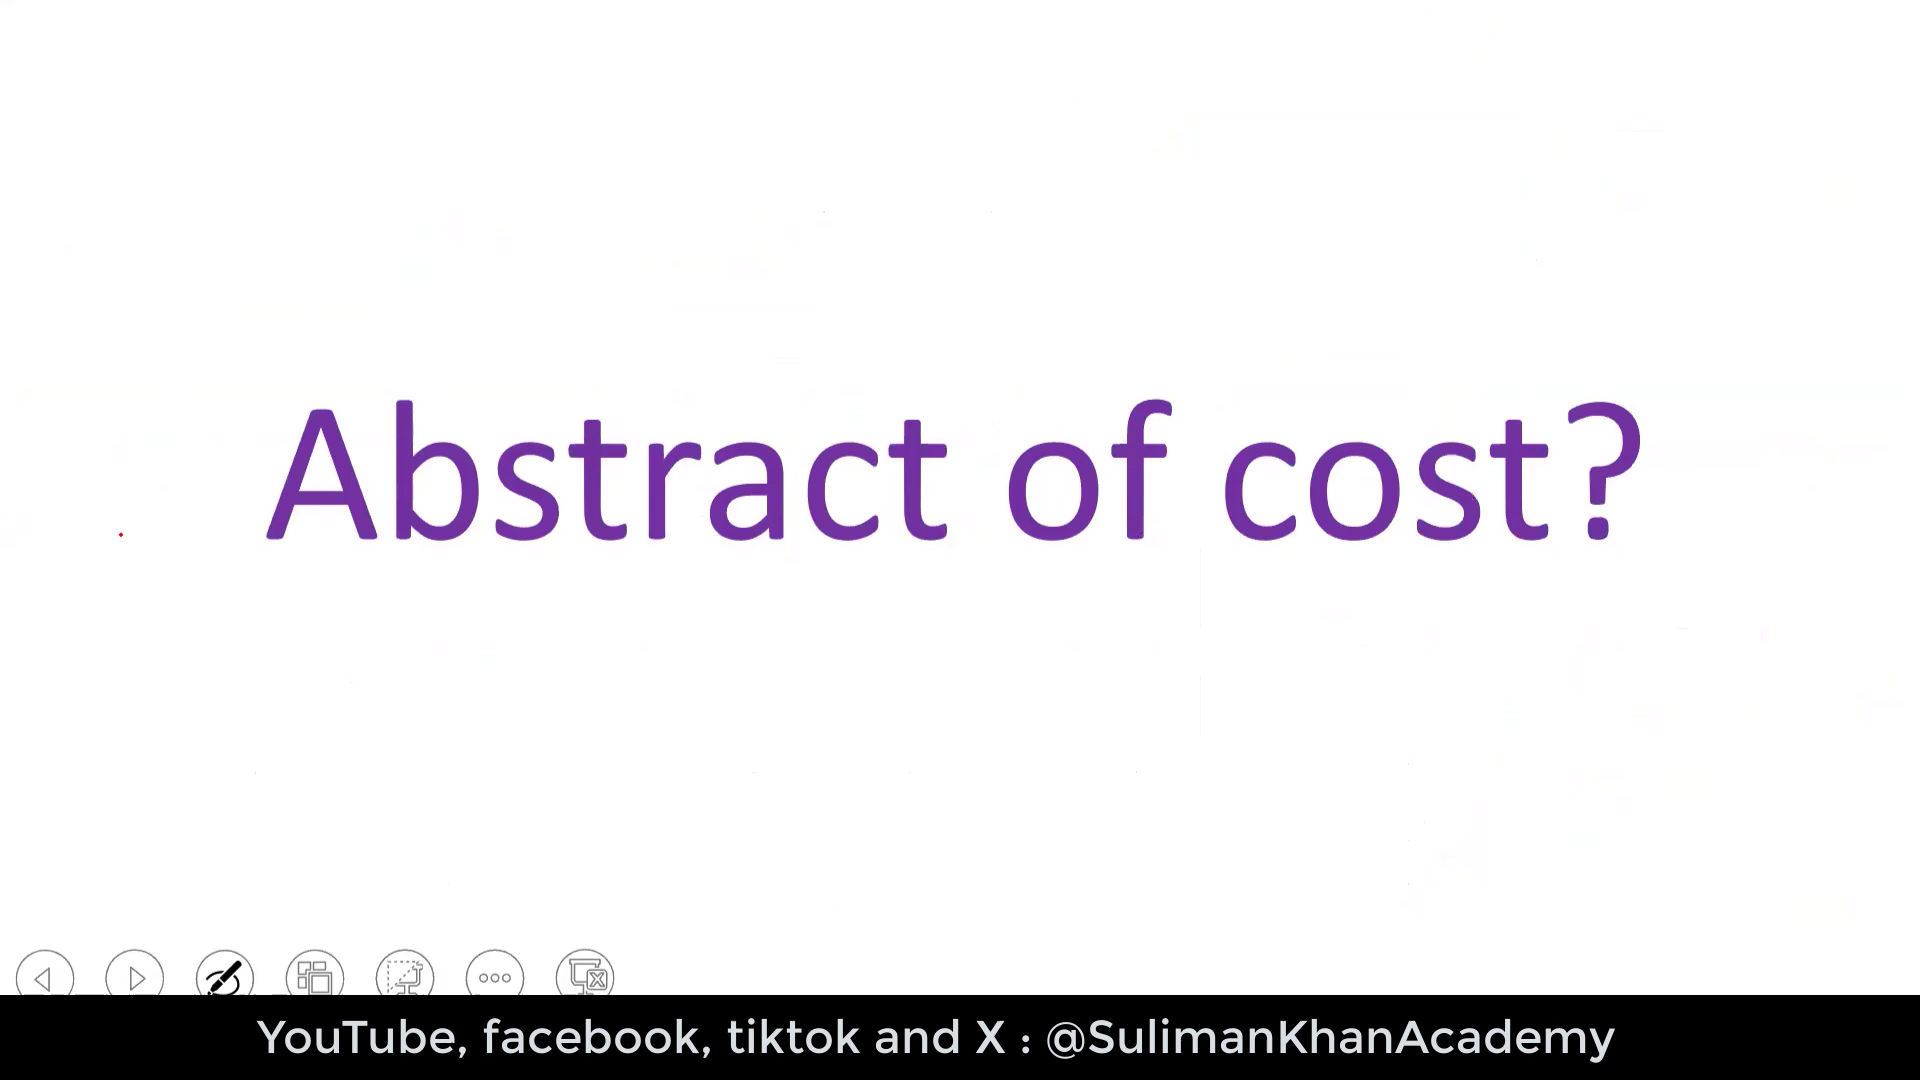 Abstract of cost?
YouTube, facebook, tiktok and X : @SulimanKhanAcademy